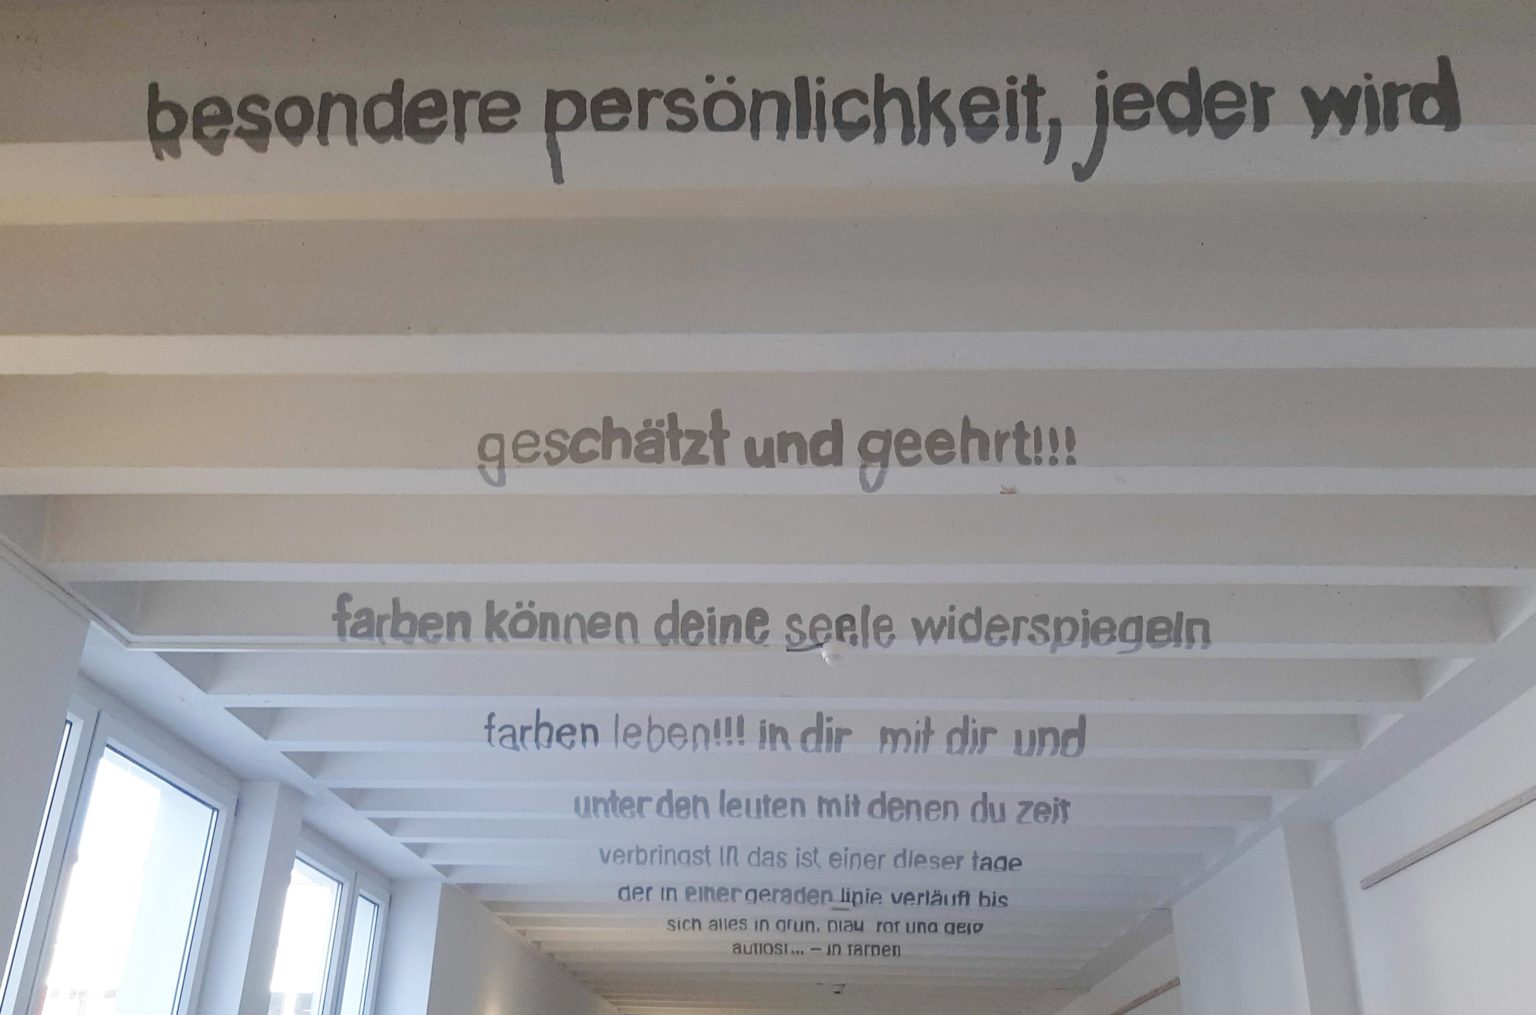 besondere persönlichkeit, jeder wird
geschätzt und geehrt!!!
farben können deine seele widerspiegeln
farben leben!!! in dir mit dir und
unter den leuten mit denen du zeit
verbringst in das ist einer dieser tage
der in einer geraden linie verläuft bis
sich alles in grün, blau rot und gelb
auflöst... – in farben